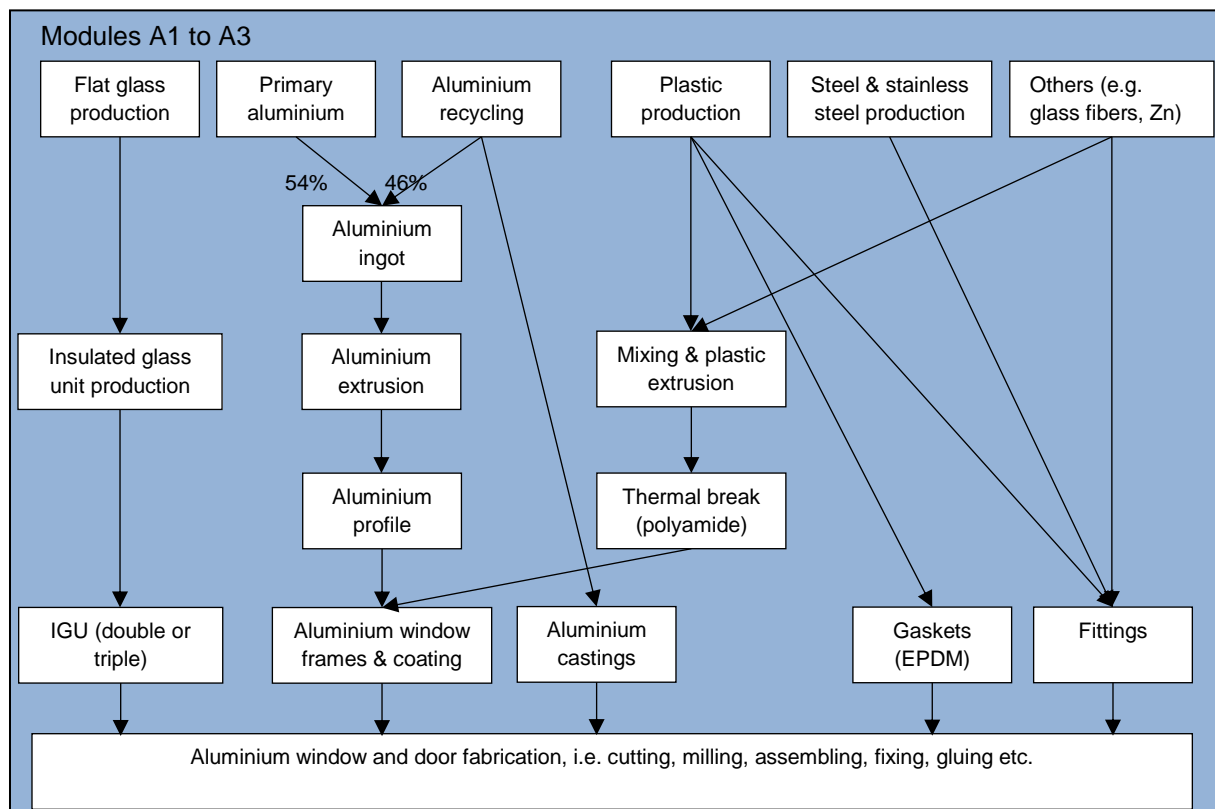 Modules A1 to A3
Flat glass
production
Primary
aluminium
Aluminium
recycling
Plastic
production
Steel & stainless
steel production
Others (e.g.
glass fibers, Zn)
54%
46%
Aluminium
ingot
Insulated glass
unit production
Aluminium
extrusion
Mixing & plastic
extrusion
Aluminium
profile
Thermal break
(polyamide)
IGU (double or
triple)
Aluminium window
frames & coating
Aluminium
castings
Gaskets
(EPDM)
Fittings
Aluminium window and door fabrication, i.e. cutting, milling, assembling, fixing, gluing etc.